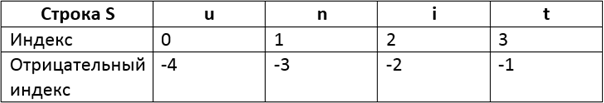 Строка S u n i t
Индекс 0 1 2 3
Отрицательный -4 -3 -2 -1
индекс